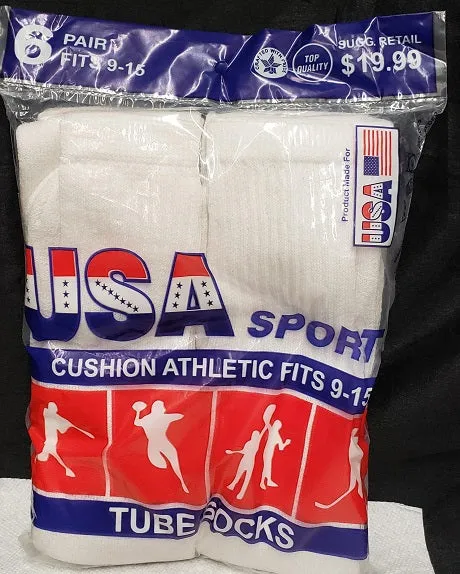 6 PAIR
FITS 9-15
TOP
QUALITY
SUGG. RETAIL
$19.99
Product Made For
USA
USA
SPORT
CUSHION ATHLETIC FITS 9-15
TUBE SOCKS